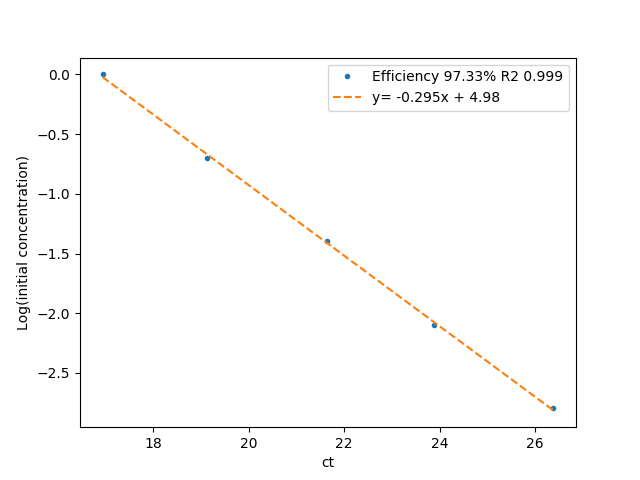 Efficiency 97.33% R2 0.999
y= -0.295x + 4.98
0.0
−0.5
−1.0
−1.5
−2.0
−2.5
Log(initial concentration)
18 20 22 24 26
ct